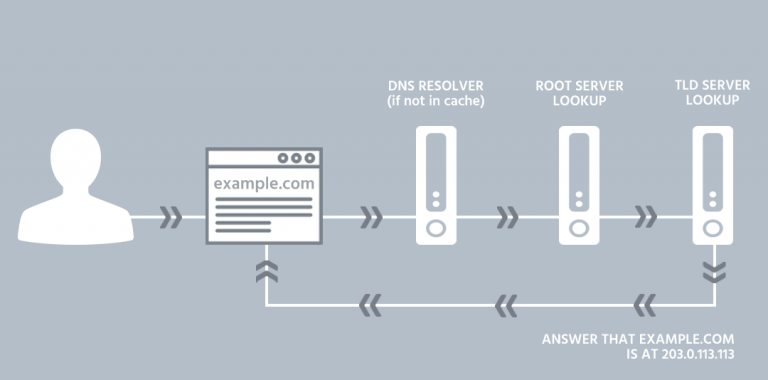 DNS RESOLVER
(if not in cache)
ROOT SERVER
LOOKUP
TLD SERVER
LOOKUP
example.com
ANSWER THAT EXAMPLE.COM
IS AT 203.0.113.113